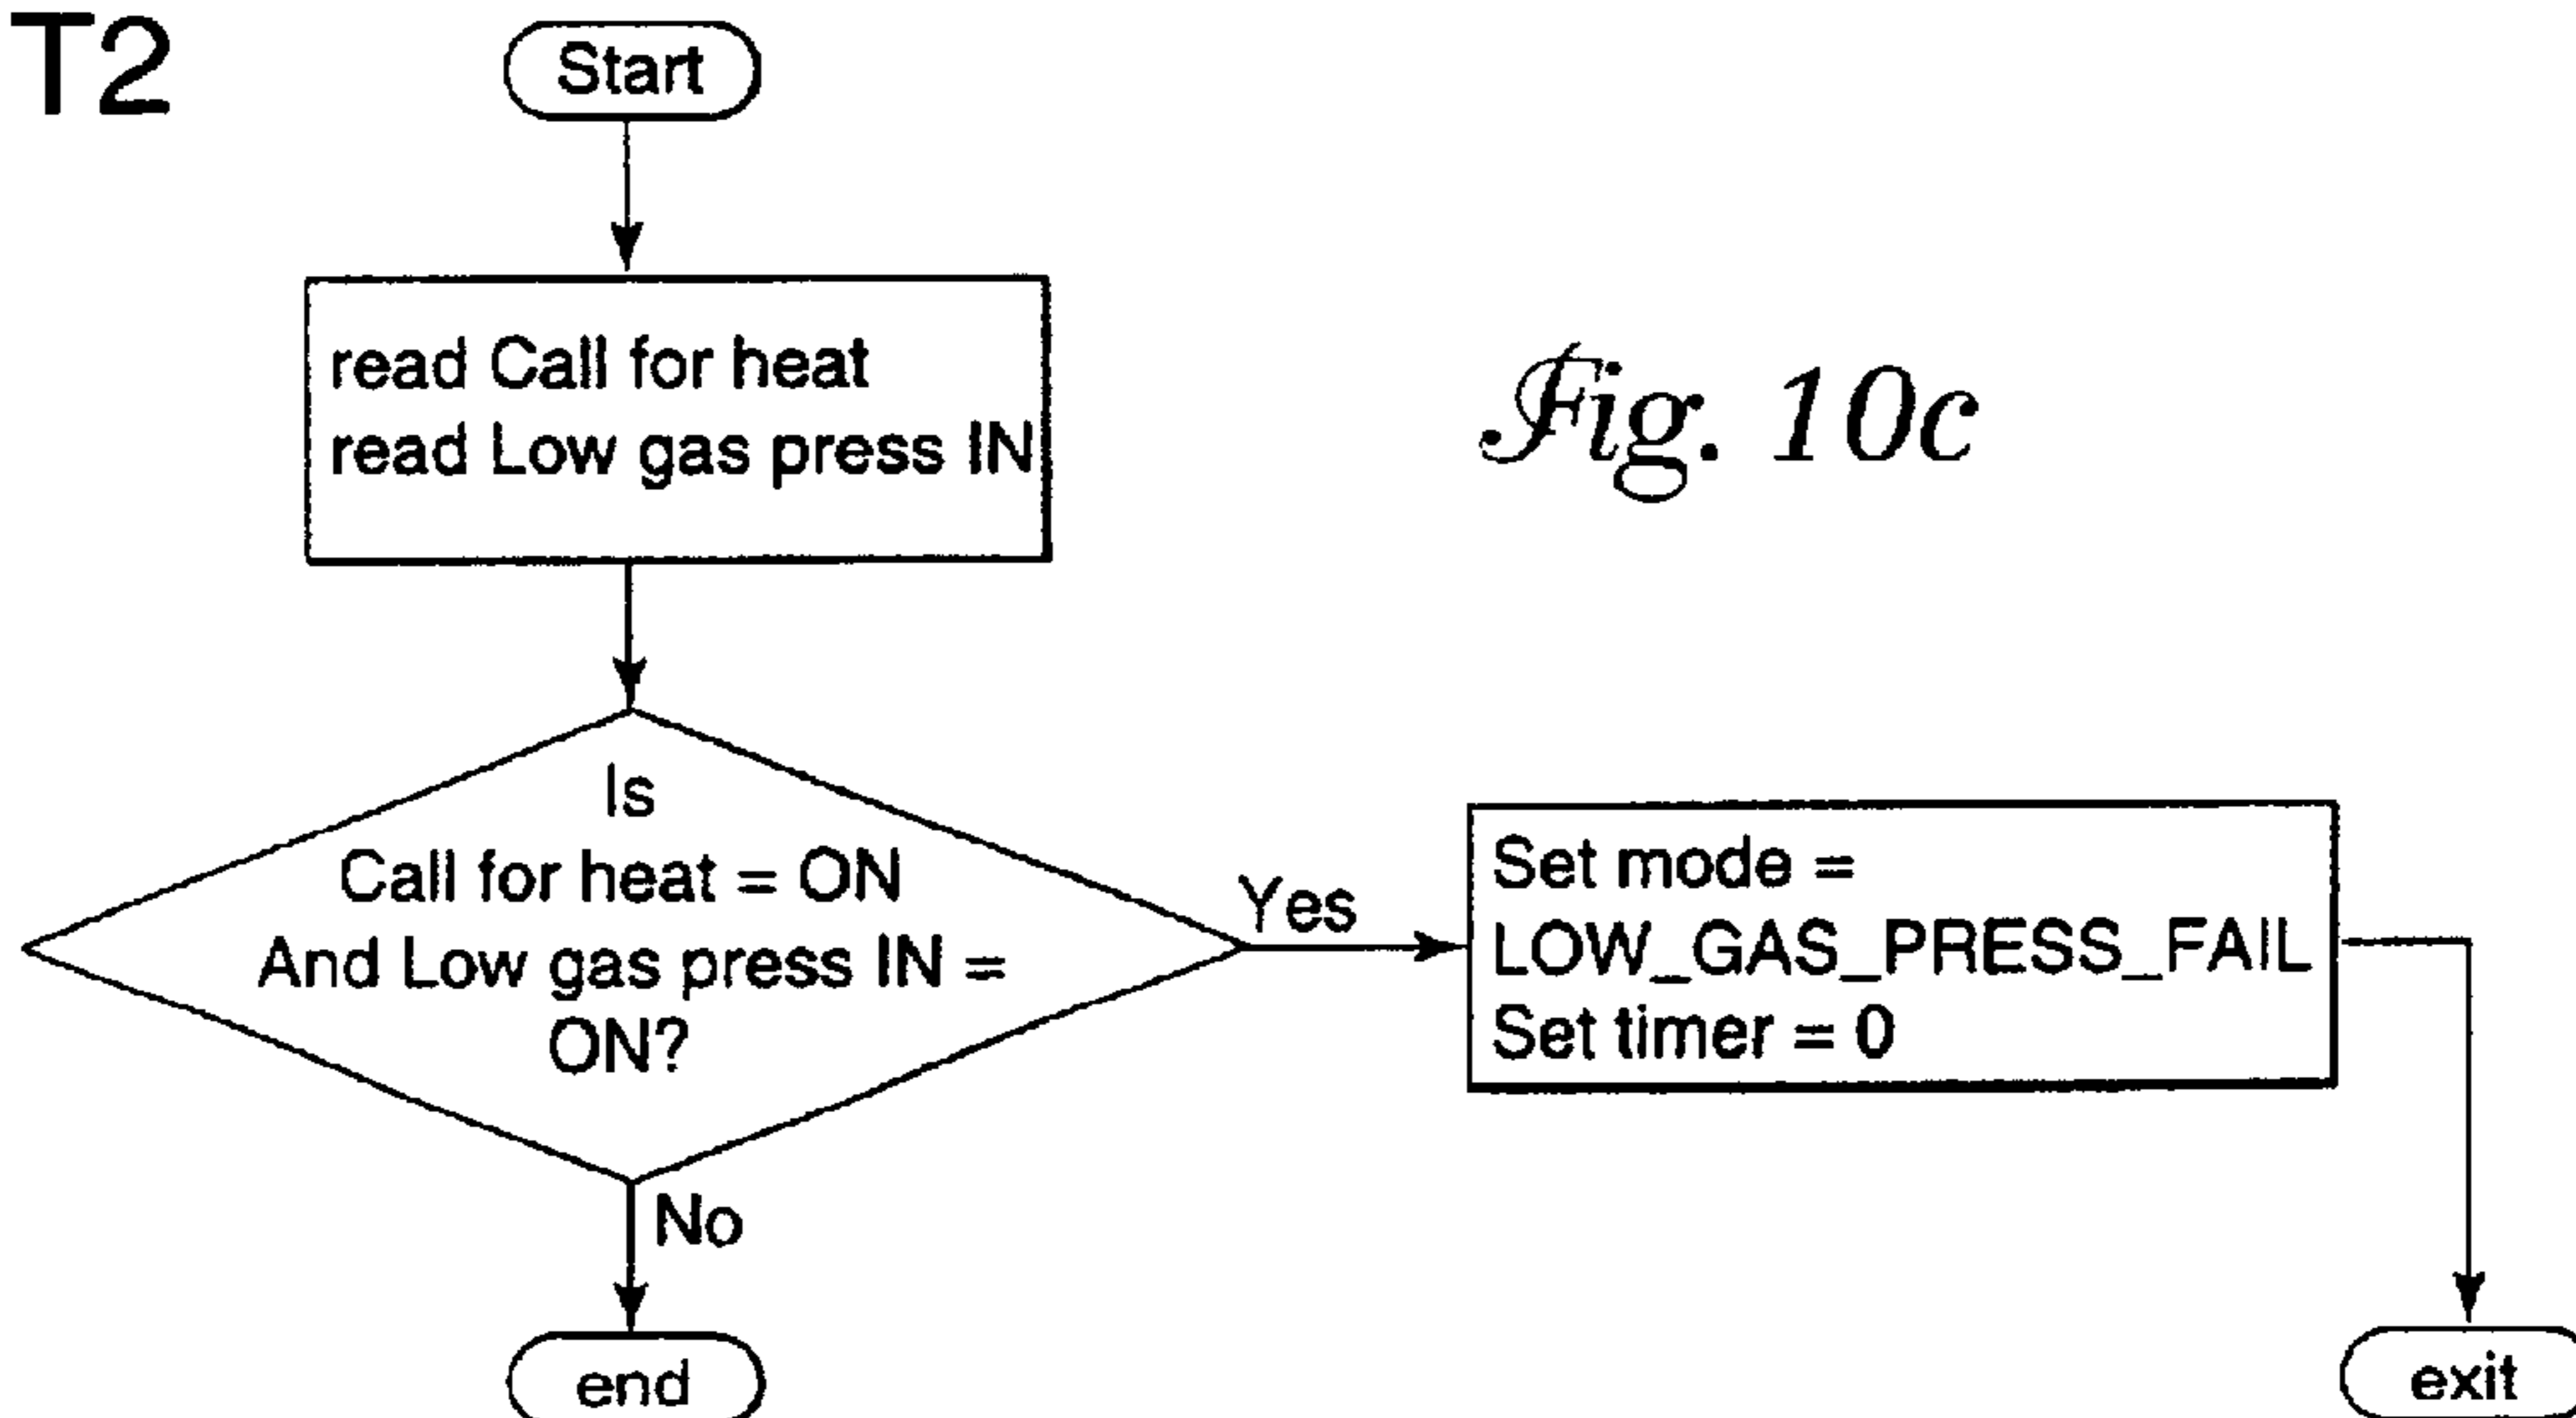 T2
Start
read Call for heat
read Low gas press IN
Fig. 10c
Is
Call for heat = ON
And Low gas press IN =
ON?
Yes
Set mode =
LOW_GAS_PRESS_FAIL
Set timer = 0
No
end
exit